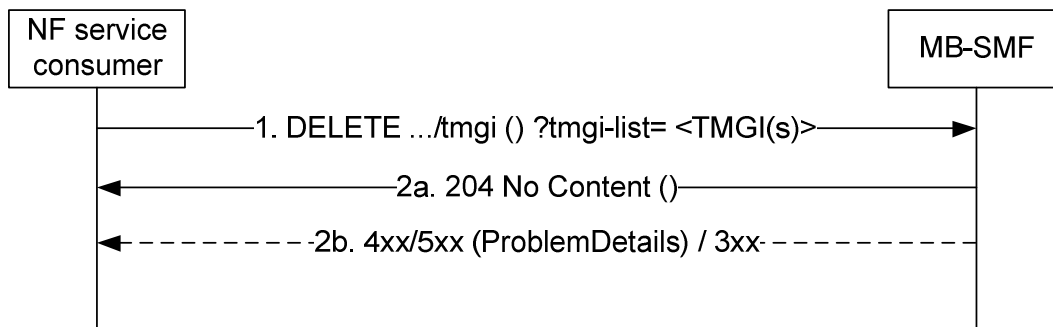 NF service
consumer
MB-SMF
1. DELETE .../tmgi () ?tmgi-list= <TMGI(s)>
2a. 204 No Content ()
2b. 4xx/5xx (ProblemDetails) / 3xx